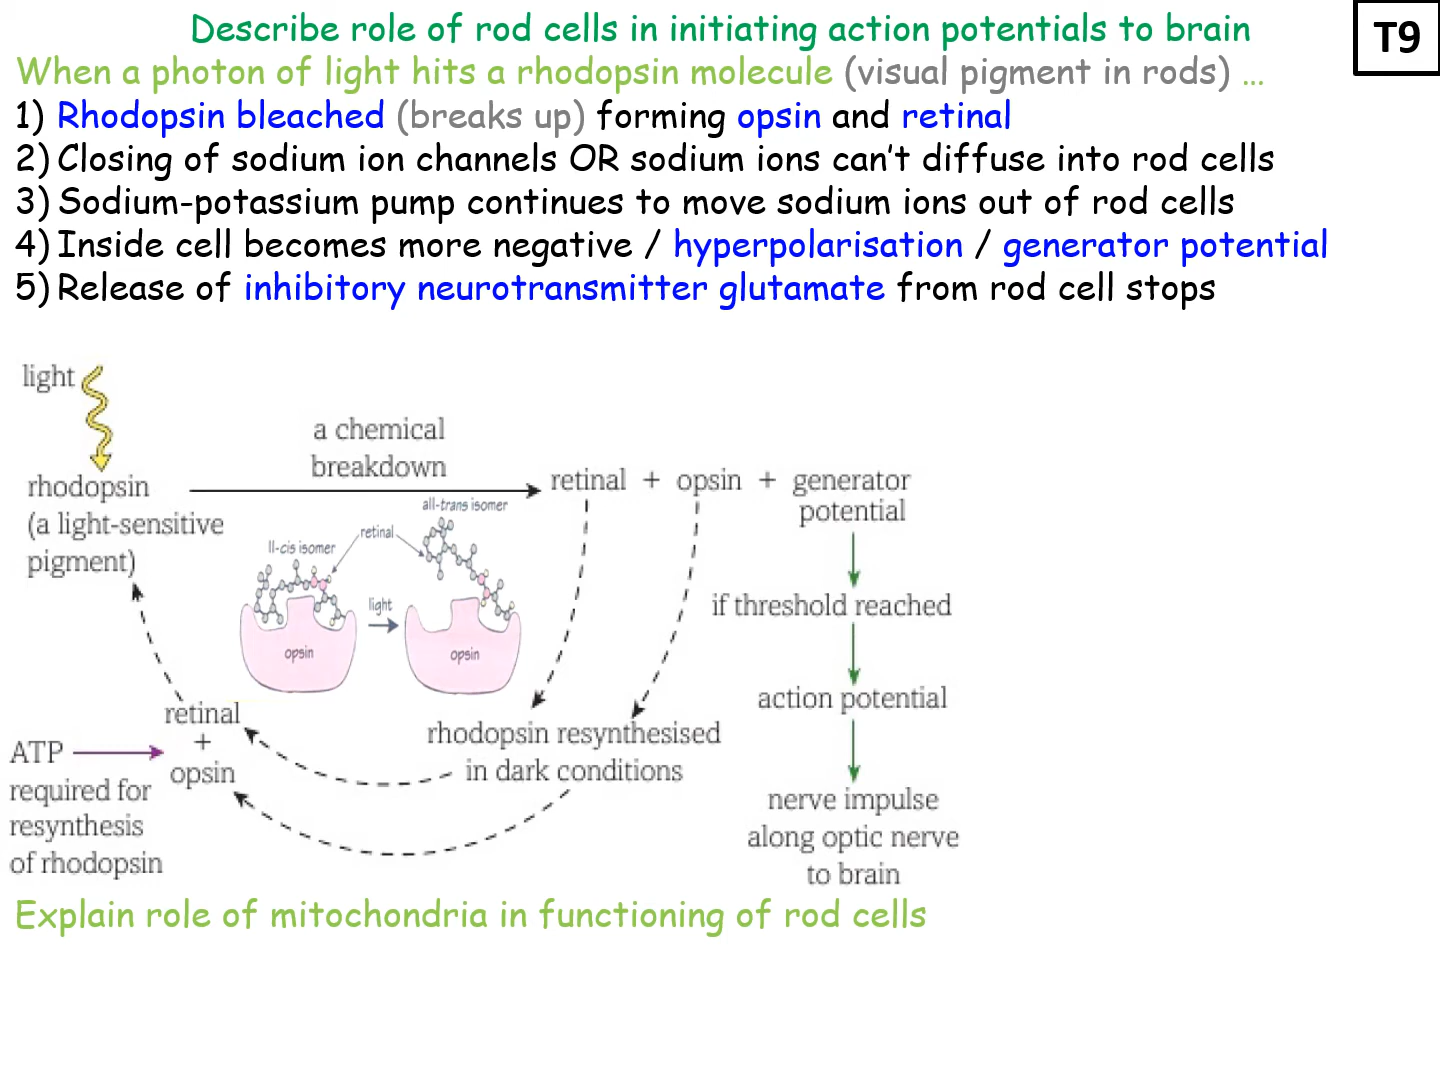 Describe role of rod cells in initiating action potentials to brain
T9
When a photon of light hits a rhodopsin molecule (visual pigment in rods) ...
1) Rhodopsin bleached (breaks up) forming opsin and retinal
2) Closing of sodium ion channels OR sodium ions can't diffuse into rod cells
3) Sodium-potassium pump continues to move sodium ions out of rod cells
4) Inside cell becomes more negative / hyperpolarisation / generator potential
5) Release of inhibitory neurotransmitter glutamate from rod cell stops
light
a chemical
breakdown
rhodopsin
(a light-sensitive
pigment)
retinal + opsin + generator
potential
all-trans isomer
retinal
11-cis isomer
light
opsin
opsin
if threshold reached
action potential
nerve impulse
along optic nerve
to brain
rhodopsin resynthesised
in dark conditions
retinal
+
opsin
ATP
required for
resynthesis
of rhodopsin
Explain role of mitochondria in functioning of rod cells